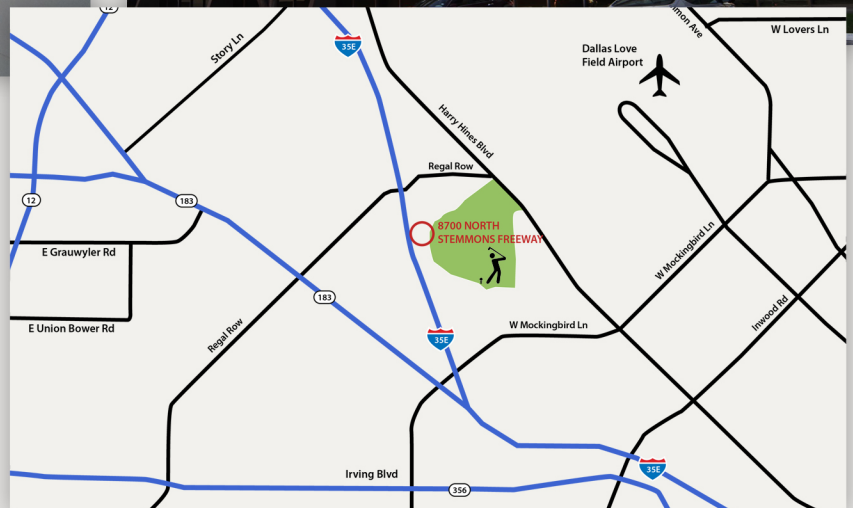 12
Story Ln
35E
mon Ave
W Lovers Ln
Dallas Love
Field Airport
Harry Hines Blvd
Regal Row
12
183
8700 NORTH
STEMMONS FREEWAY
E Grauwyler Rd
W Mockingbird Ln
183
Inwood Rd
E Union Bower Rd
Regal Row
35E
W Mockingbird Ln
Irving Blvd
35E
356